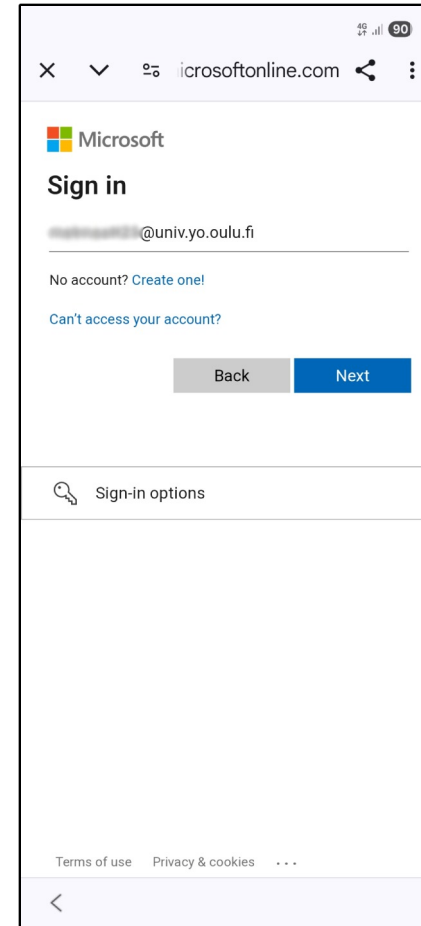 4G 90
icrosoftonline.com
Microsoft
Sign in
@univ.yo.oulu.fi
No account? Create one!
Can't access your account?
Back Next
Sign-in options
Terms of use Privacy & cookies ...